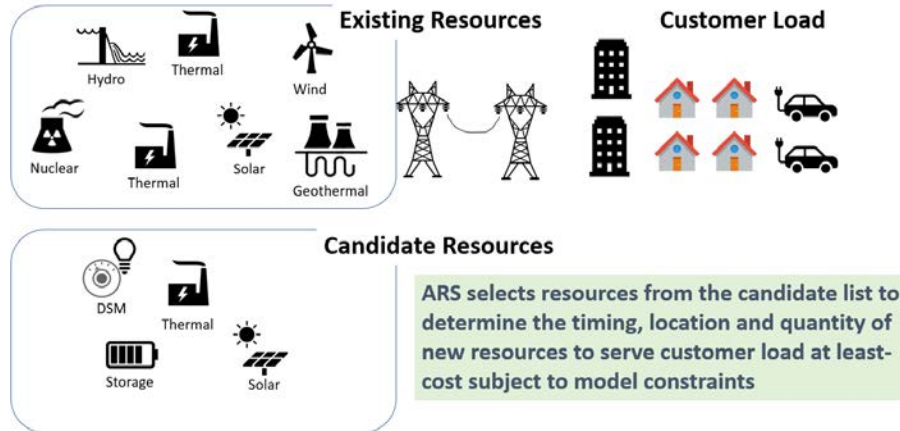 Existing Resources
Customer Load
Hydro
Thermal
Wind
Nuclear
Thermal
Solar
Geothermal
Candidate Resources
DSM
Thermal
Storage
Solar
ARS selects resources from the candidate list to
determine the timing, location and quantity of
new resources to serve customer load at least-
cost subject to model constraints